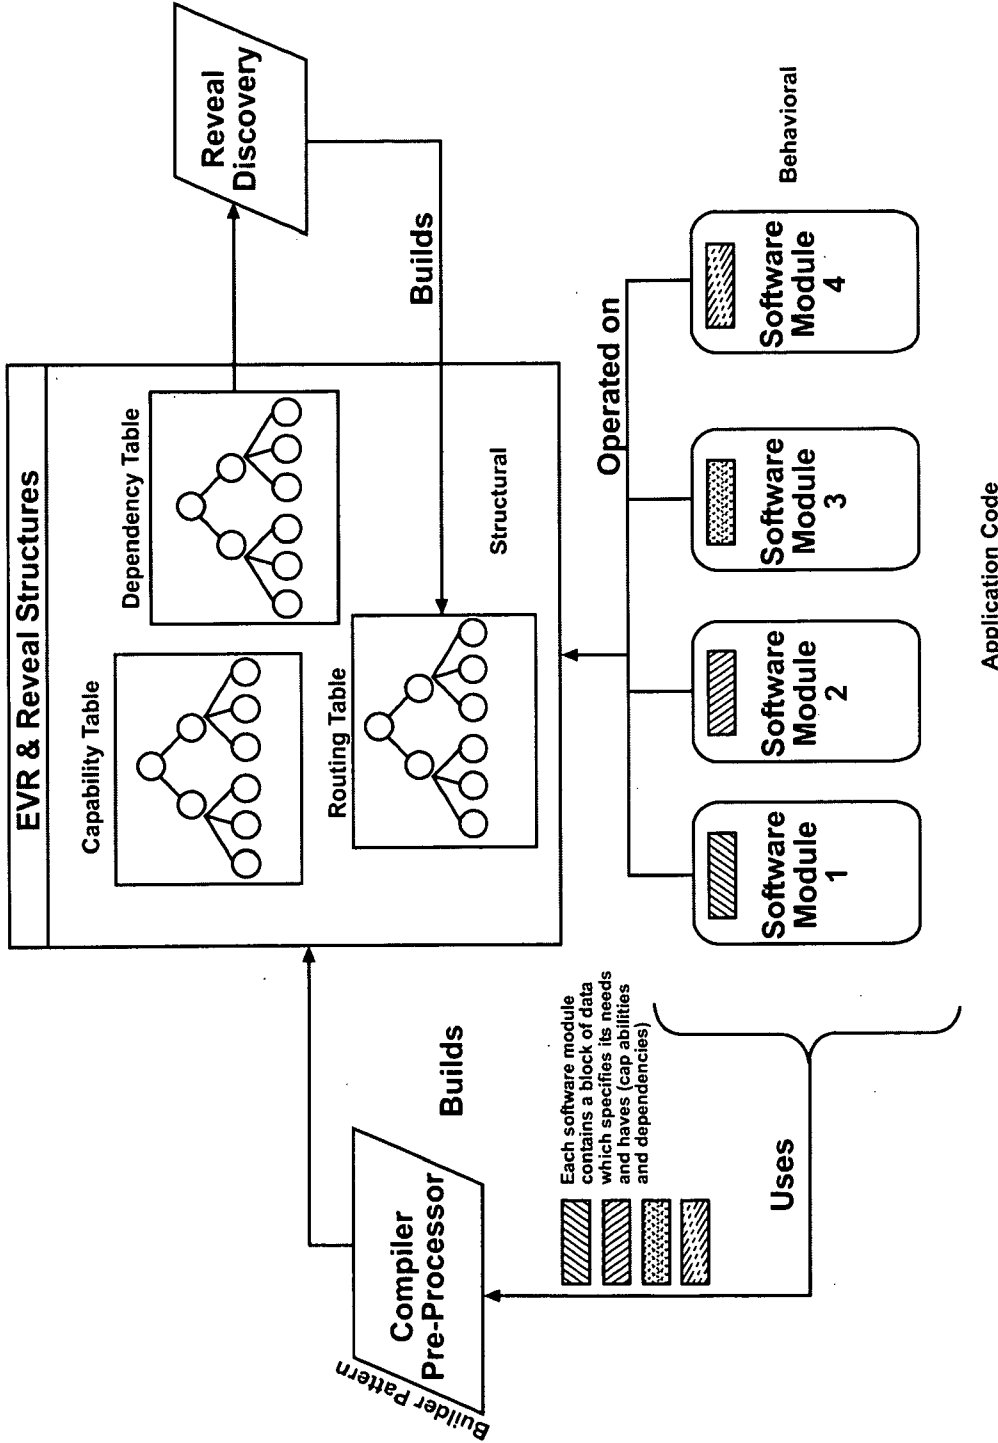 EVR & Reveal Structures
Capability Table
Dependency Table
Routing Table
Structural
Reveal
Discovery
Builds
Compiler
Pre-Processor
Builder Pattern
Builds
Each software module
contains a block of data
which specifies its needs
and haves (cap abilities
and dependencies)
Uses
Operated on
Software
Module
1
Software
Module
2
Software
Module
3
Software
Module
4
Behavioral
Application Code